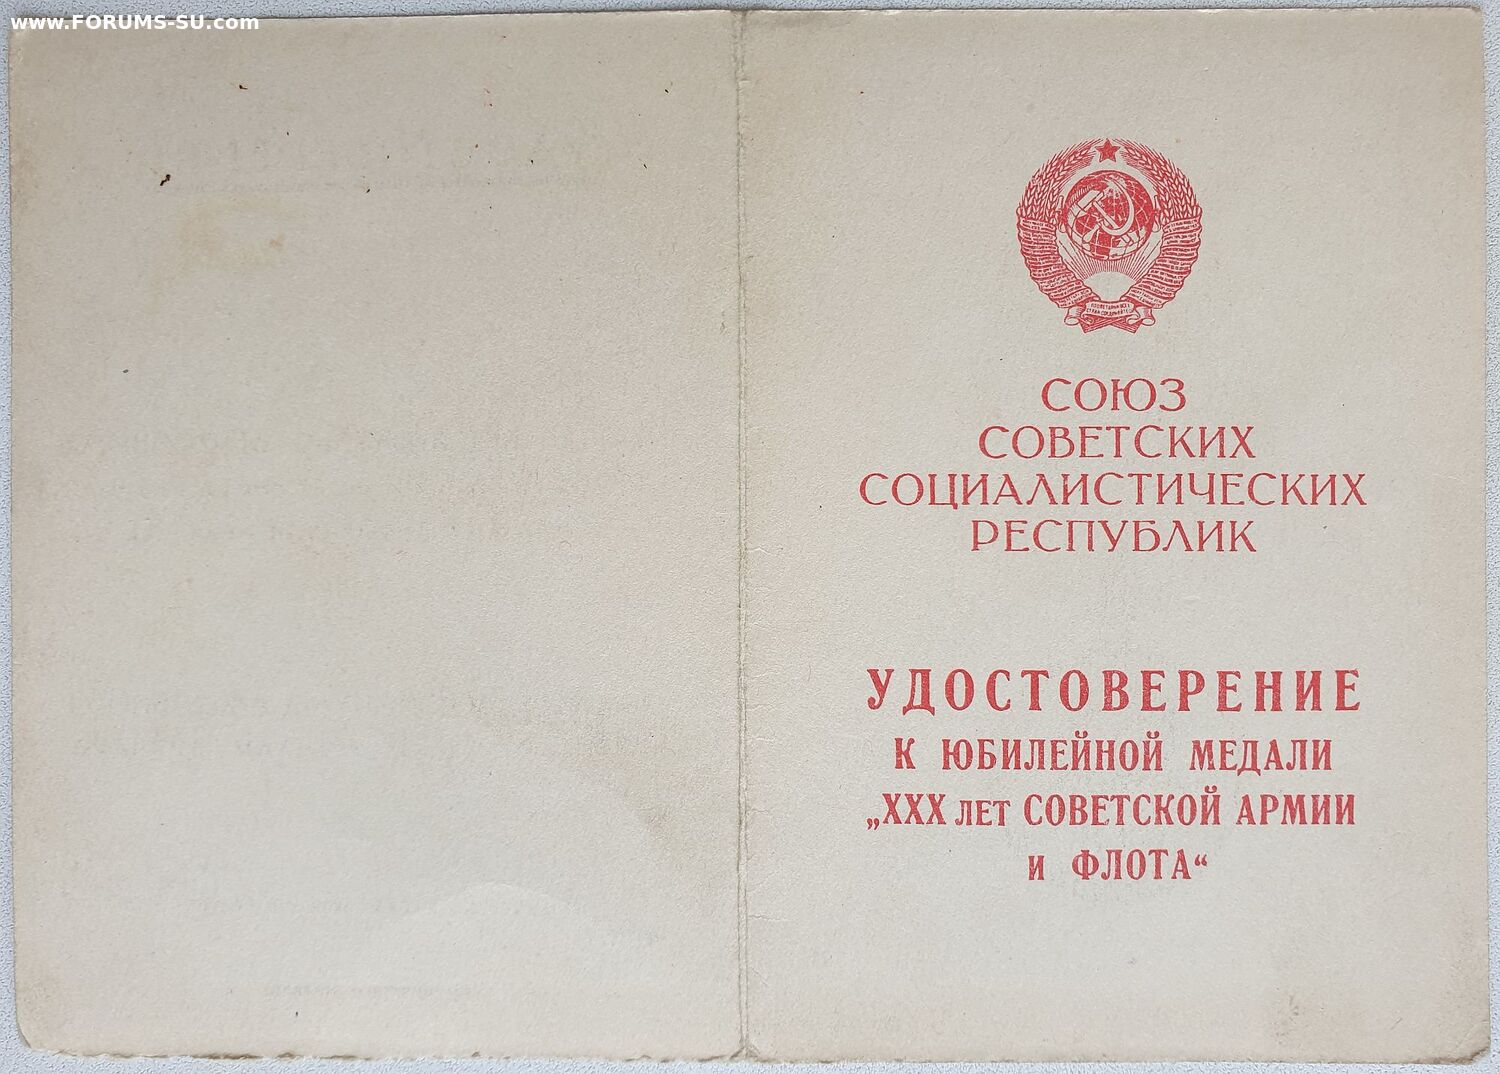 www.FORUMS-SU.com
СОЮЗ
СОВЕТСКИХ
СОЦИАЛИСТИЧЕСКИХ
РЕСПУБЛИК
УДОСТОВЕРЕНИЕ
К ЮБИЛЕЙНОЙ МЕДАЛИ
„XXX ЛЕТ СОВЕТСКОЙ АРМИИ
И ФЛОТА“